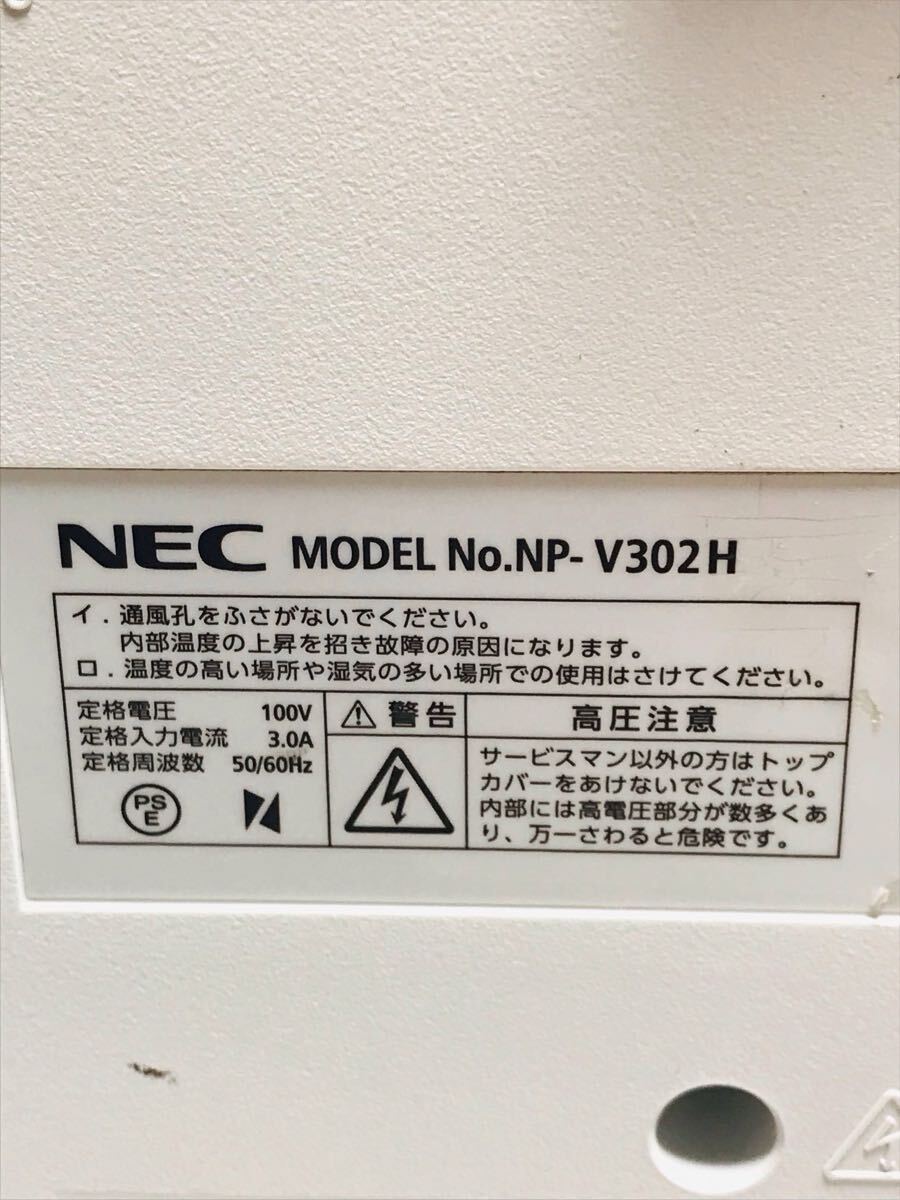 NEC MODEL No.NP- V302H
イ．通風孔をふさがないでください。
内部温度の上昇を招き故障の原因になります。
ロ．温度の高い場所や湿気の多い場所での使用はさけてください。
定格電圧 100V
定格入力電流 3.0A
定格周波数 50/60Hz
PS
E
警告
高圧注意
サービスマン以外の方はトップ
カバーをあけないでください。
内部には高電圧部分が数多くあ
り、万一さわると危険です。